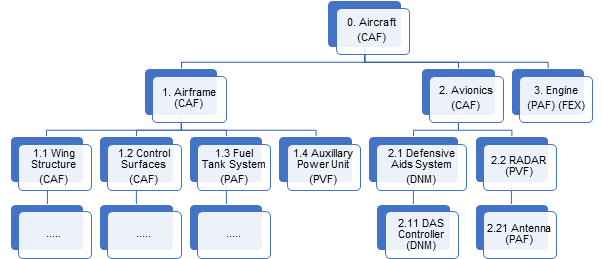 0. Aircraft
(CAF)
1. Airframe
(CAF)
2. Avionics
(CAF)
3. Engine
(PAF) (FEX)
1.1 Wing
Structure
(CAF)
1.2 Control
Surfaces
(CAF)
1.3 Fuel
Tank System
(PAF)
1.4 Auxillary
Power Unit
(PVF)
2.1 Defensive
Aids System
(DNM)
2.2 RADAR
(PVF)
.....
.....
.....
2.11 DAS
Controller
(DNM)
2.21 Antenna
(PAF)